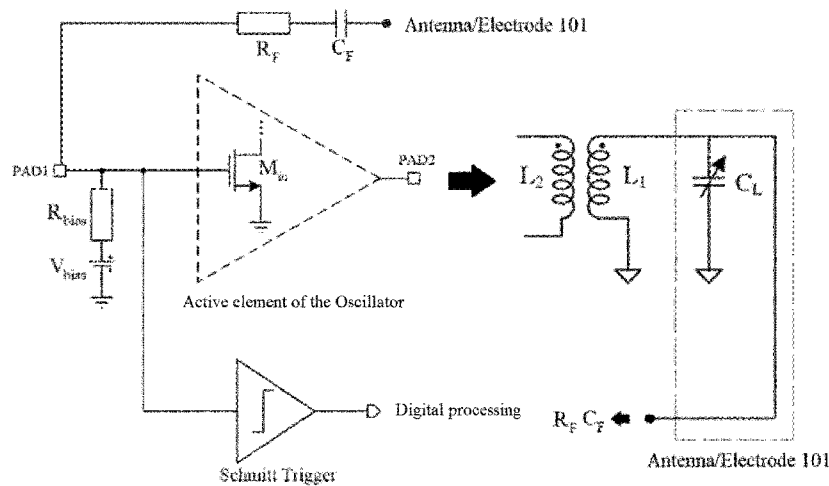 Antenna/Electrode 101
R_F
C_F
PAD1
M_in
PAD2
L_2
L_1
C_L
R_bias
V_bias
Active element of the Oscillator
Digital processing
R_F C_F
Schmitt Trigger
Antenna/Electrode 101